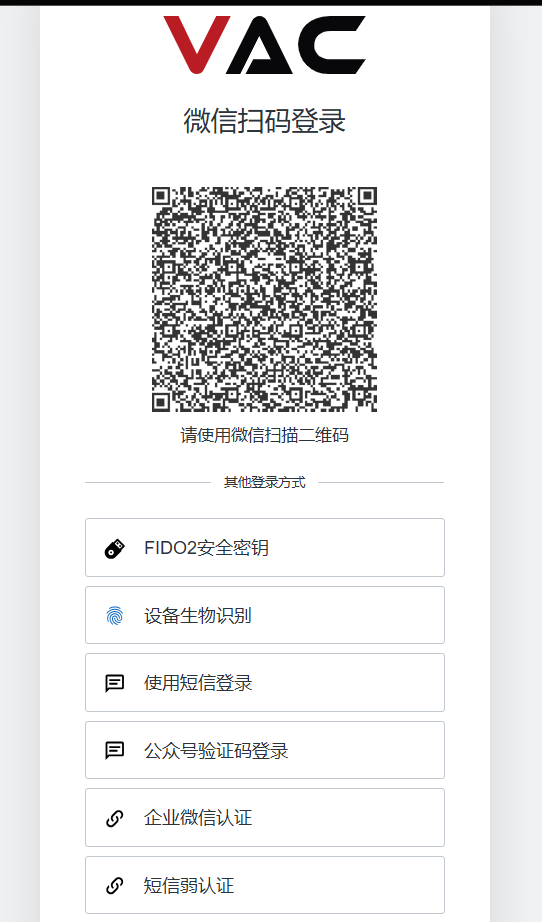 VAC
微信扫码登录
请使用微信扫描二维码
其他登录方式
FIDO2安全密钥
设备生物识别
使用短信登录
公众号验证码登录
企业微信认证
短信弱认证